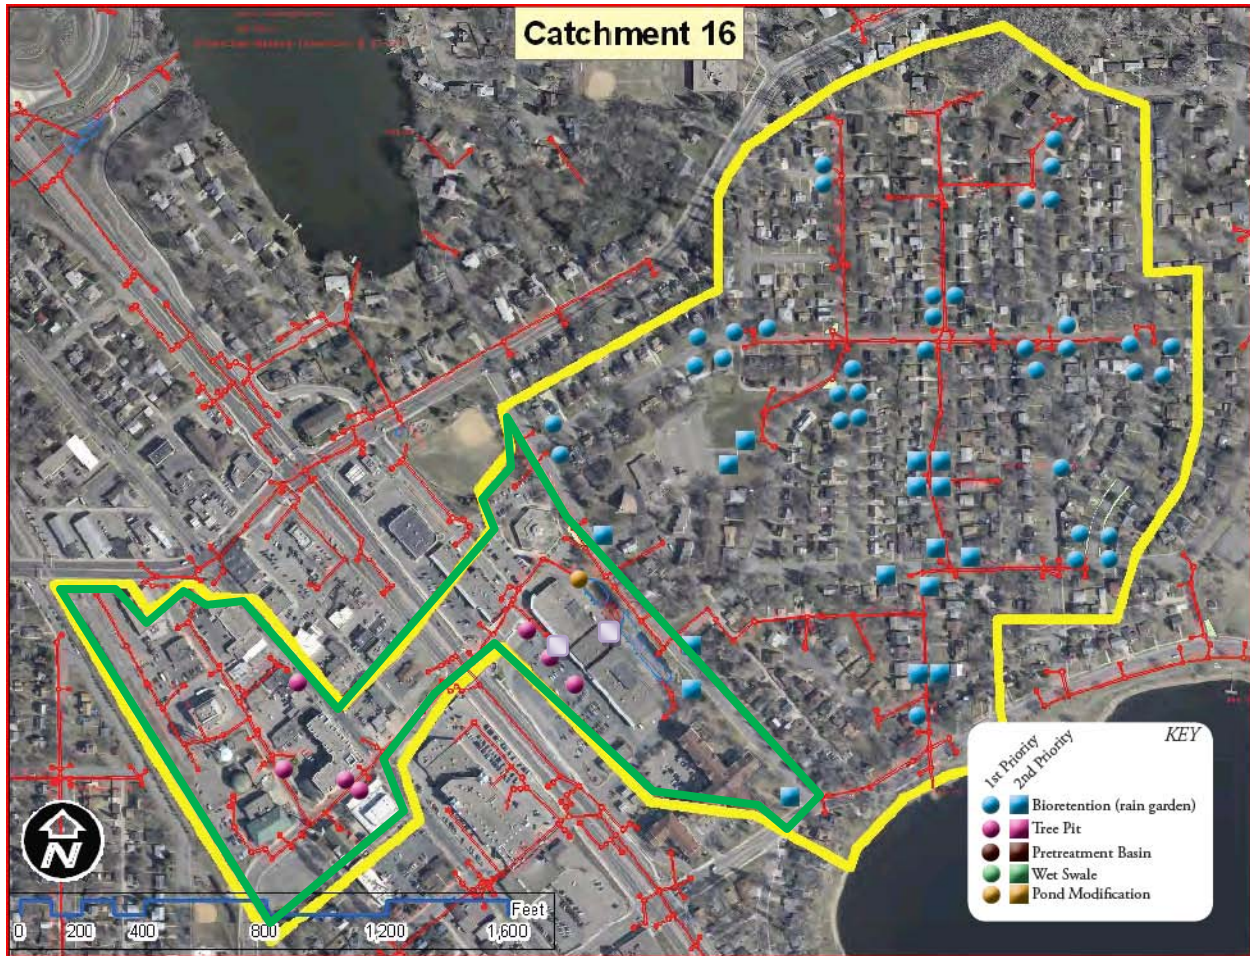 Catchment 16
KEY
1st Priority
2nd Priority
Bioretention (rain garden)
Tree Pit
Pretreatment Basin
Wet Swale
Pond Modification
N
Feet
0 200 400 800 1,200 1,600